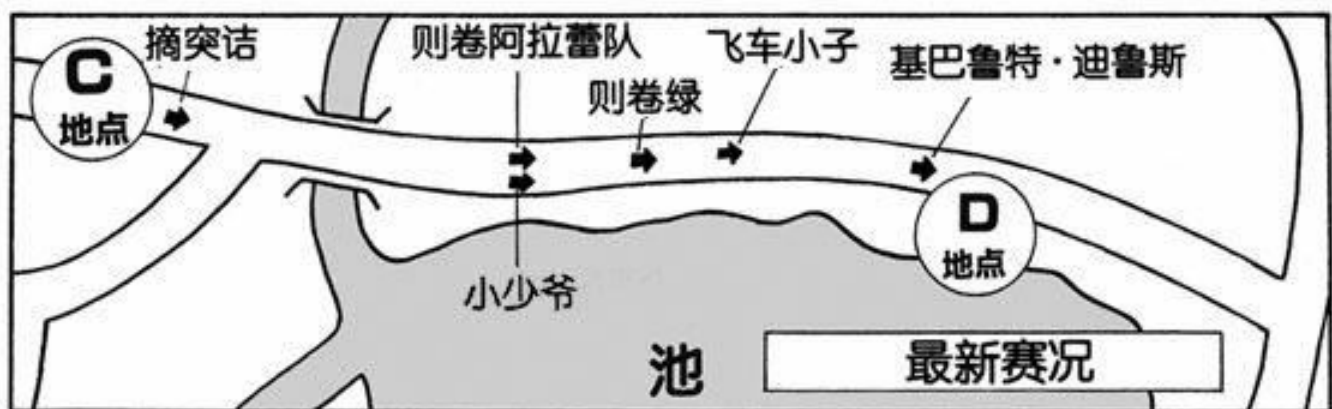 C
地点
摘突诘
则卷阿拉蕾队
则卷绿
飞车小子
基巴鲁特·迪鲁斯
小少爷
D
地点
池
最新赛况